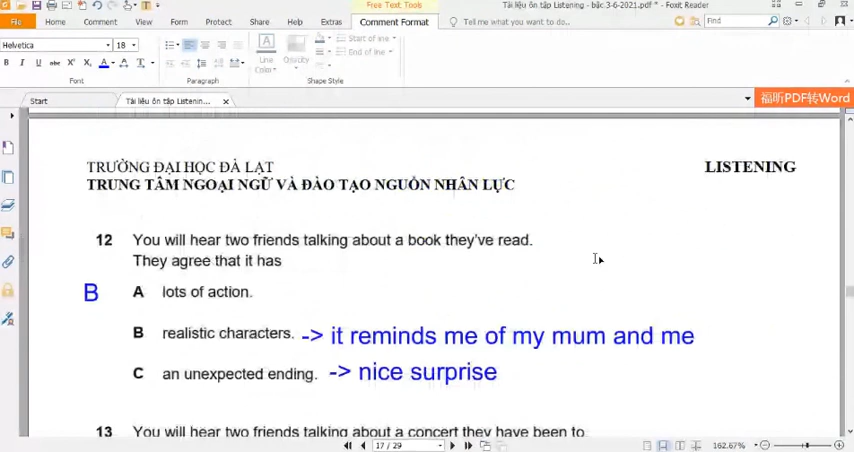 Free Text Tools
Tài liệu ôn tập Listening - bậc 3-6-2021.pdf * - Foxit Reader
File Home Comment View Form Protect Share Help Extras Comment Format Tell me what you want to do... Find
Helvetica 18
Start of line
End of line
B I U abc X² X₂ A T
Line Color Opacity
Font Paragraph Shape Style
Start Tài liệu ôn tập Listenin... 福昕PDF转Word
TRƯỜNG ĐẠI HỌC ĐÀ LẠT LISTENING
TRUNG TÂM NGOẠI NGỮ VÀ ĐÀO TẠO NGUỒN NHÂN LỰC
12 You will hear two friends talking about a book they've read.
They agree that it has
B A lots of action.
B realistic characters. -> it reminds me of my mum and me
C an unexpected ending. -> nice surprise
13 You will hear two friends talking about a concert they have been to.
17 / 29 162.67%